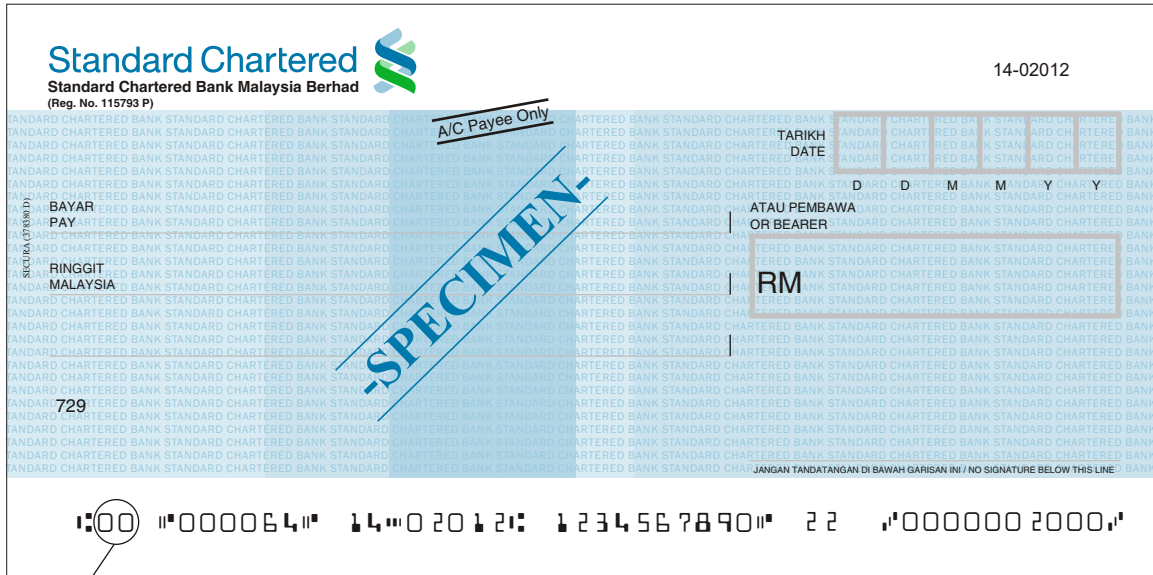 Standard Chartered
Standard Chartered Bank Malaysia Berhad
(Reg. No. 115793 P)
14-02012
A/C Payee Only
TARIKH
DATE
D D M M Y Y
BAYAR
PAY
ATAU PEMBAWA
OR BEARER
SECURA (378380 D)
RINGGIT
MALAYSIA
RM
-SPECIMEN-
729
JANGAN TANDATANGAN DI BAWAH GARISAN INI / NO SIGNATURE BELOW THIS LINE
⑆00 ⑈000064⑈ 14⑉02012⑆ 1234567890⑈ 22 ⑇0000002000⑇